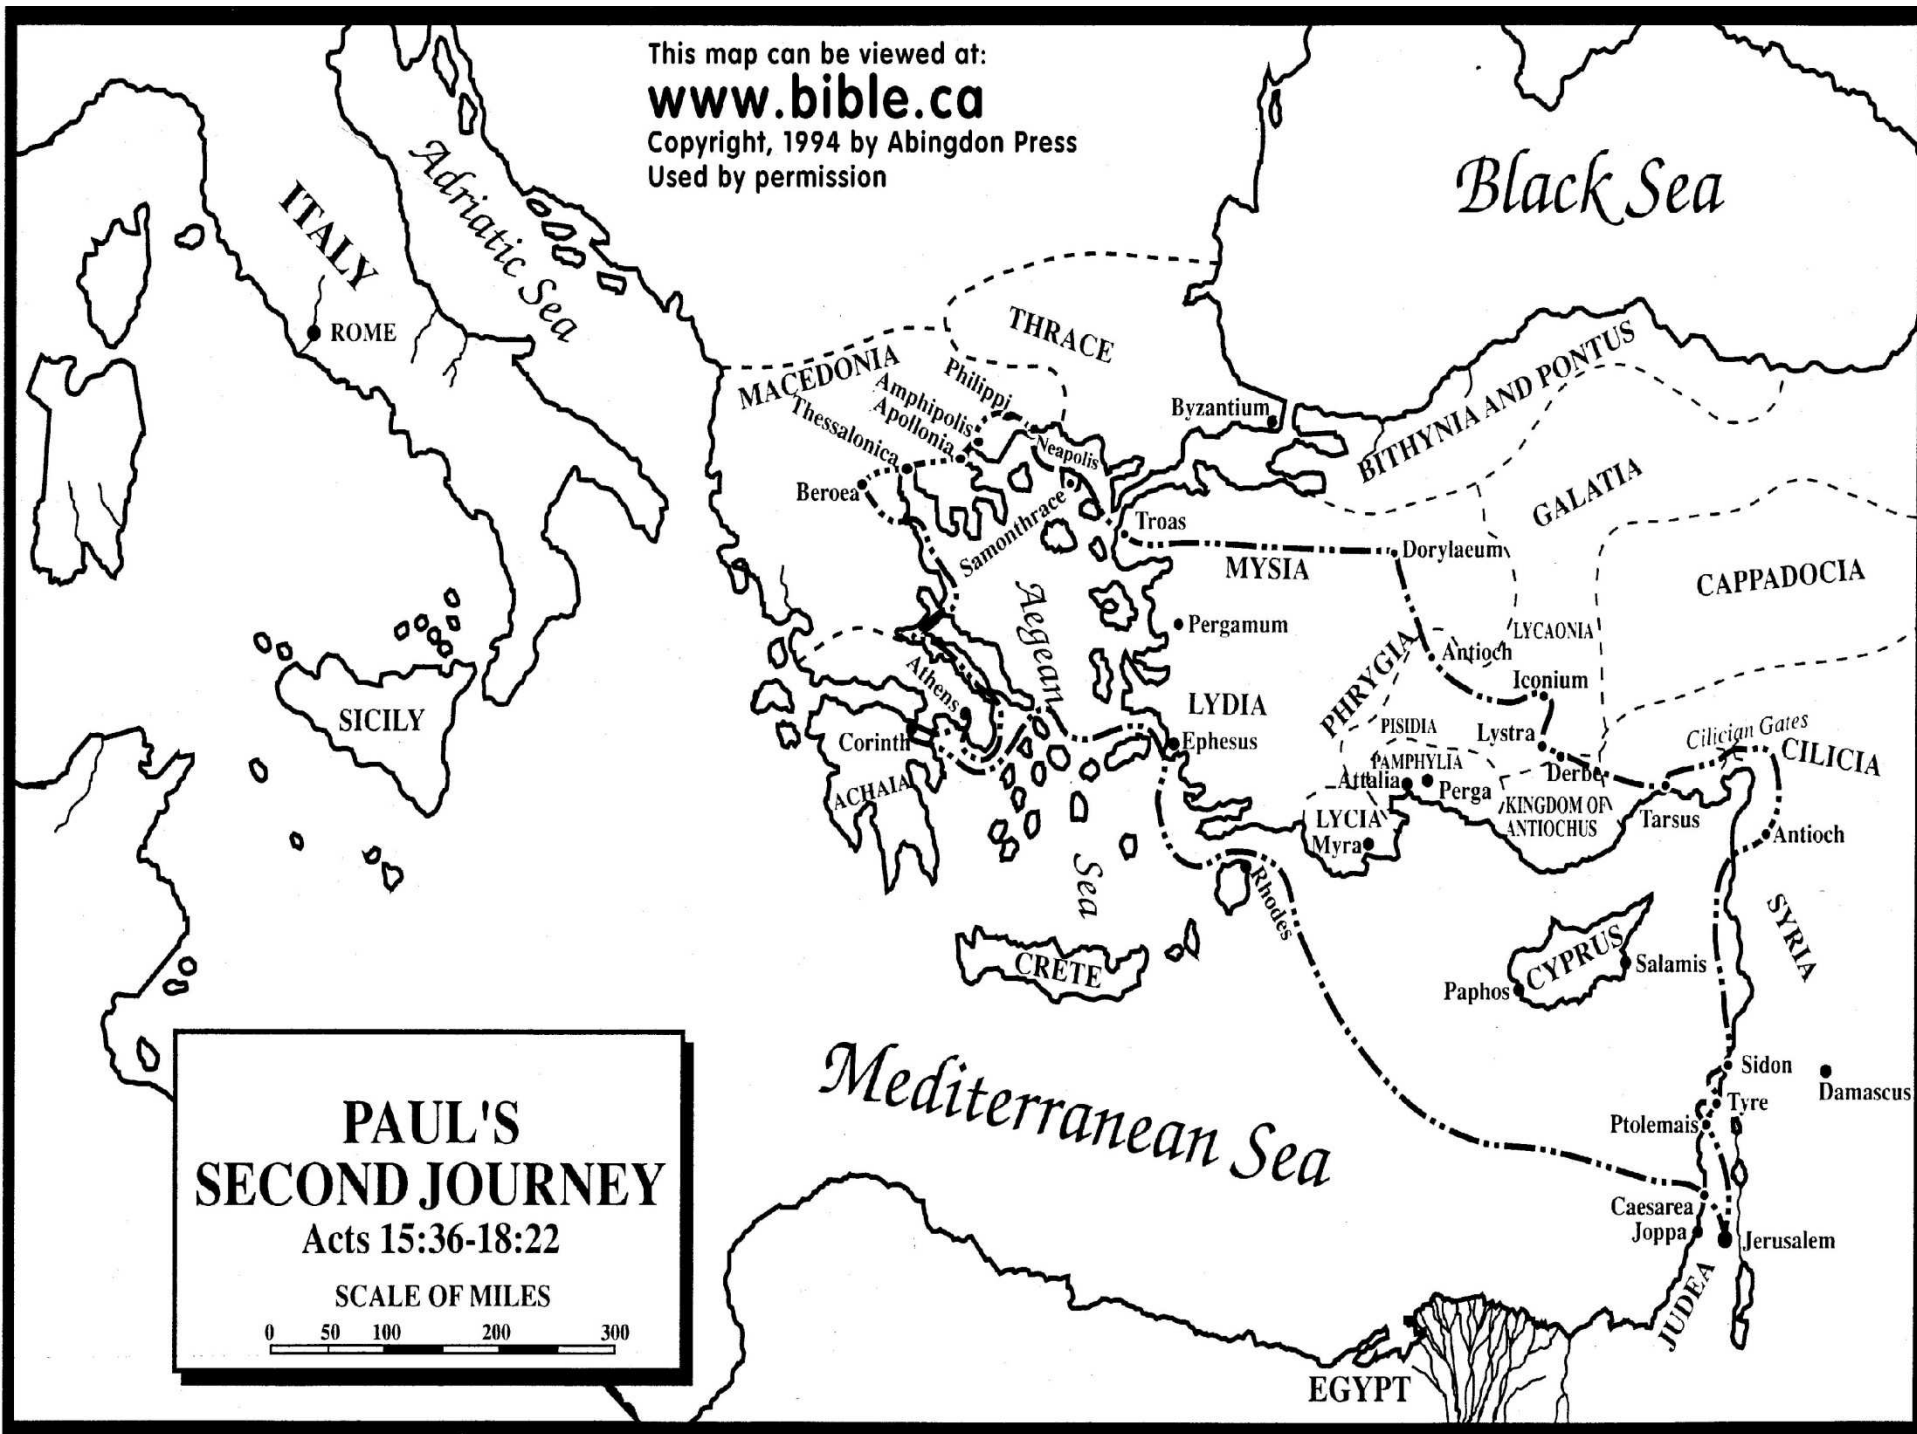 This map can be viewed at:
www.bible.ca
Copyright, 1994 by Abingdon Press
Used by permission
Black Sea
Adriatic Sea
ITALY
ROME
THRACE
MACEDONIA
Philippi
Amphipolis
Apollonia
Thessalonica
Neapolis
Beroea
Samonthrace
Byzantium
BITHYNIA AND PONTUS
GALATIA
Troas
Dorylaeum
MYSIA
CAPPADOCIA
Aegean
Sea
Pergamum
LYCAONIA
PHRYGIA
Antioch
Iconium
Athens
LYDIA
PISIDIA
Lystra
Cilician Gates
CILICIA
SICILY
Corinth
Ephesus
PAMPHYLIA
Derbe
Attalia
Perga
ACHAIA
KINGDOM OF
ANTIOCHUS
LYCIA
Tarsus
Myra
Antioch
Rhodes
SYRIA
CRETE
CYPRUS
Salamis
Paphos
Mediterranean Sea
Sidon
Damascus
Tyre
Ptolemais
Caesarea
Joppa
Jerusalem
JUDEA
EGYPT
PAUL'S
SECOND JOURNEY
Acts 15:36-18:22
SCALE OF MILES
0 50 100 200 300